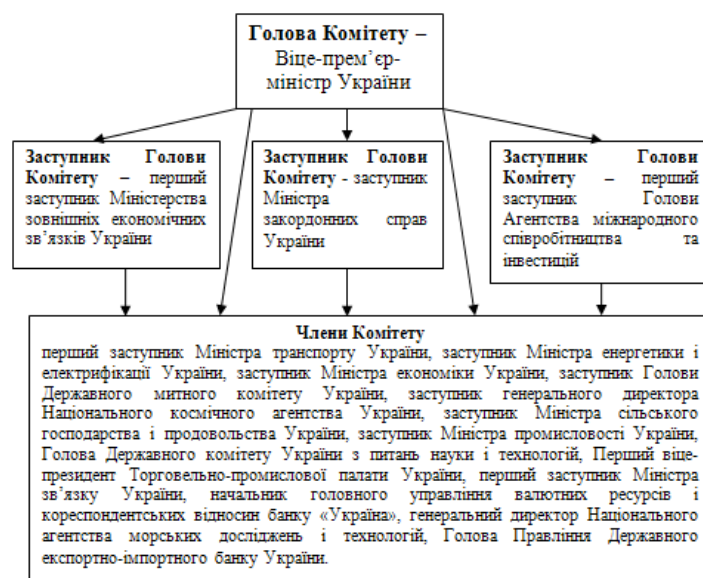 Голова Комітету –
Віце-прем’єр-
міністр України
Заступник Голови
Комітету – перший
заступник Міністерства
зовнішніх економічних
зв’язків України
Заступник Голови
Комітету - заступник
Міністра
закордонних справ
України
Заступник Голови
Комітету – перший
заступник Голови
Агентства міжнародного
співробітництва та
інвестицій
Члени Комітету
перший заступник Міністра транспорту України, заступник Міністра енергетики і
електрифікації України, заступник Міністра економіки України, заступник Голови
Державного митного комітету України, заступник генерального директора
Національного космічного агентства України, заступник Міністра сільського
господарства і продовольства України, заступник Міністра промисловості України,
Голова Державного комітету України з питань науки і технологій, Перший віце-
президент Торговельно-промислової палати України, перший заступник Міністра
зв’язку України, начальник головного управління валютних ресурсів і
кореспондентських відносин банку «Україна», генеральний директор Національного
агентства морських досліджень і технологій, Голова Правління Державного
експортно-імпортного банку України.